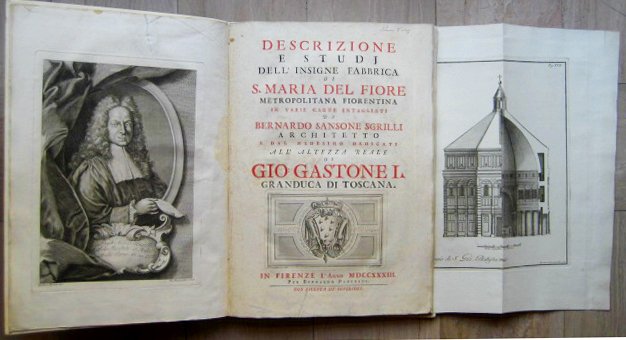 DESCRIZIONE
E STUDJ
DELL' INSIGNE FABBRICA
DI
S. MARIA DEL FIORE
METROPOLITANA FIORENTINA
IN VARIE CARTE INTAGLIATI
DA
BERNARDO SANSONE SGRILLI
ARCHITETTO
E DAL MEDESIMO DEDICATI
ALL' ALTEZZA REALE
DI
GIO GASTONE I.
GRANDUCA DI TOSCANA.
IN FIRENZE L'Anno MDCCXXXIII.
PER BERNARDO PAPERINI.
CON LICENZA DE' SUPERIORI.